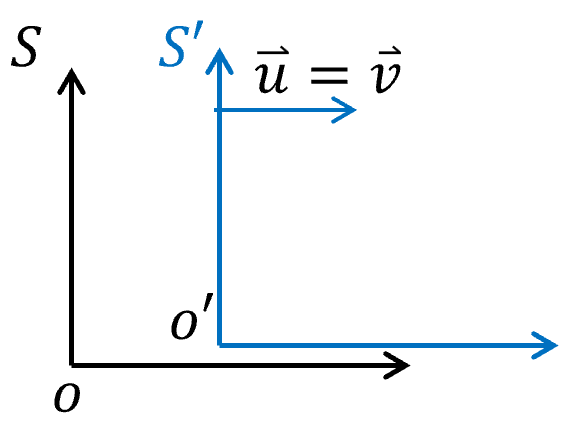 S
S′
u⃗ = v⃗
o′
o